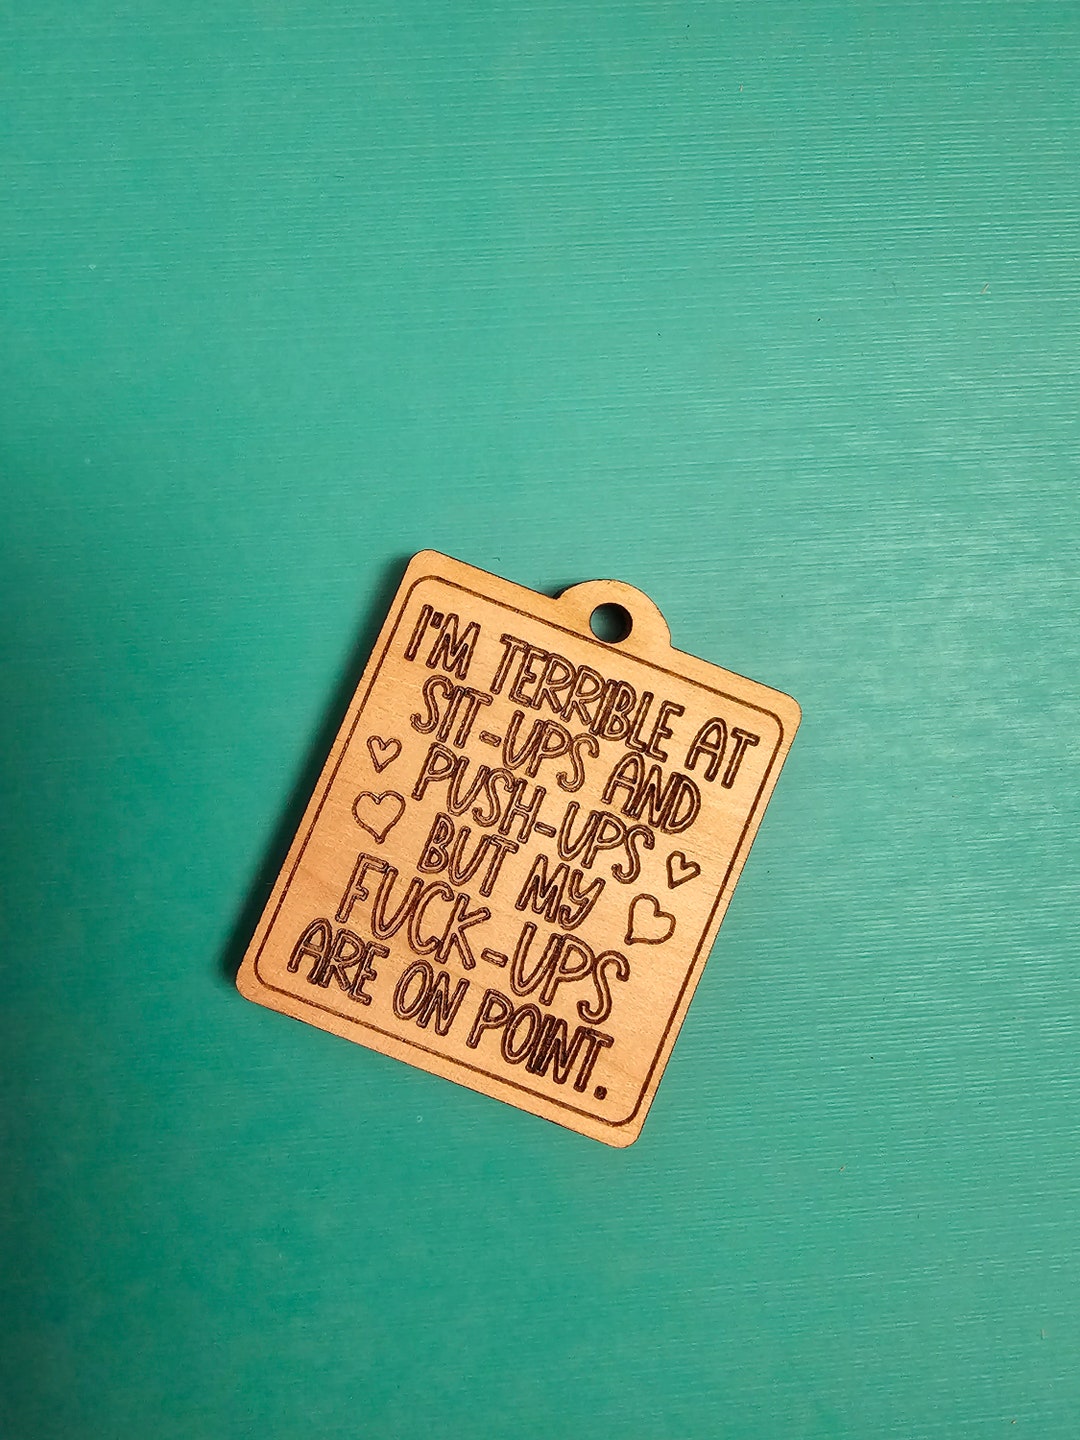 I'M TERRIBLE AT
SIT-UPS AND
PUSH-UPS
BUT MY
FUCK-UPS
ARE ON POINT.